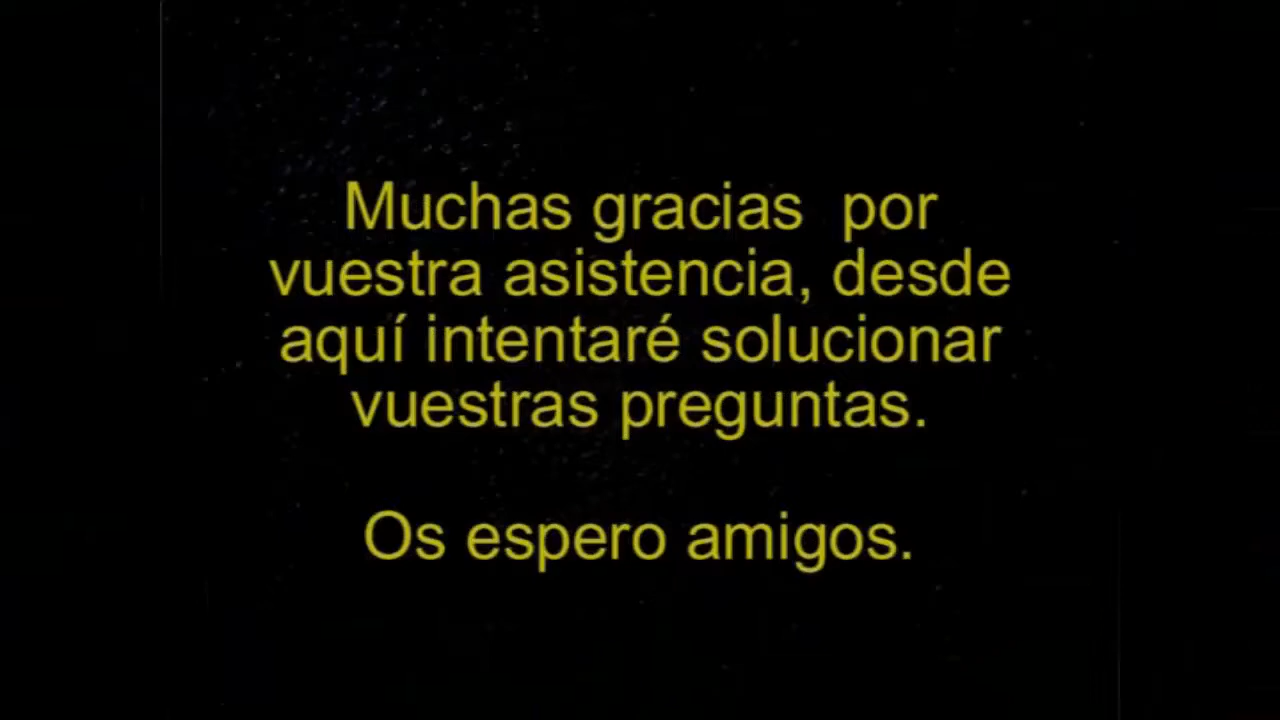 Muchas gracias  por
vuestra asistencia, desde
aquí intentaré solucionar
vuestras preguntas.
Os espero amigos.